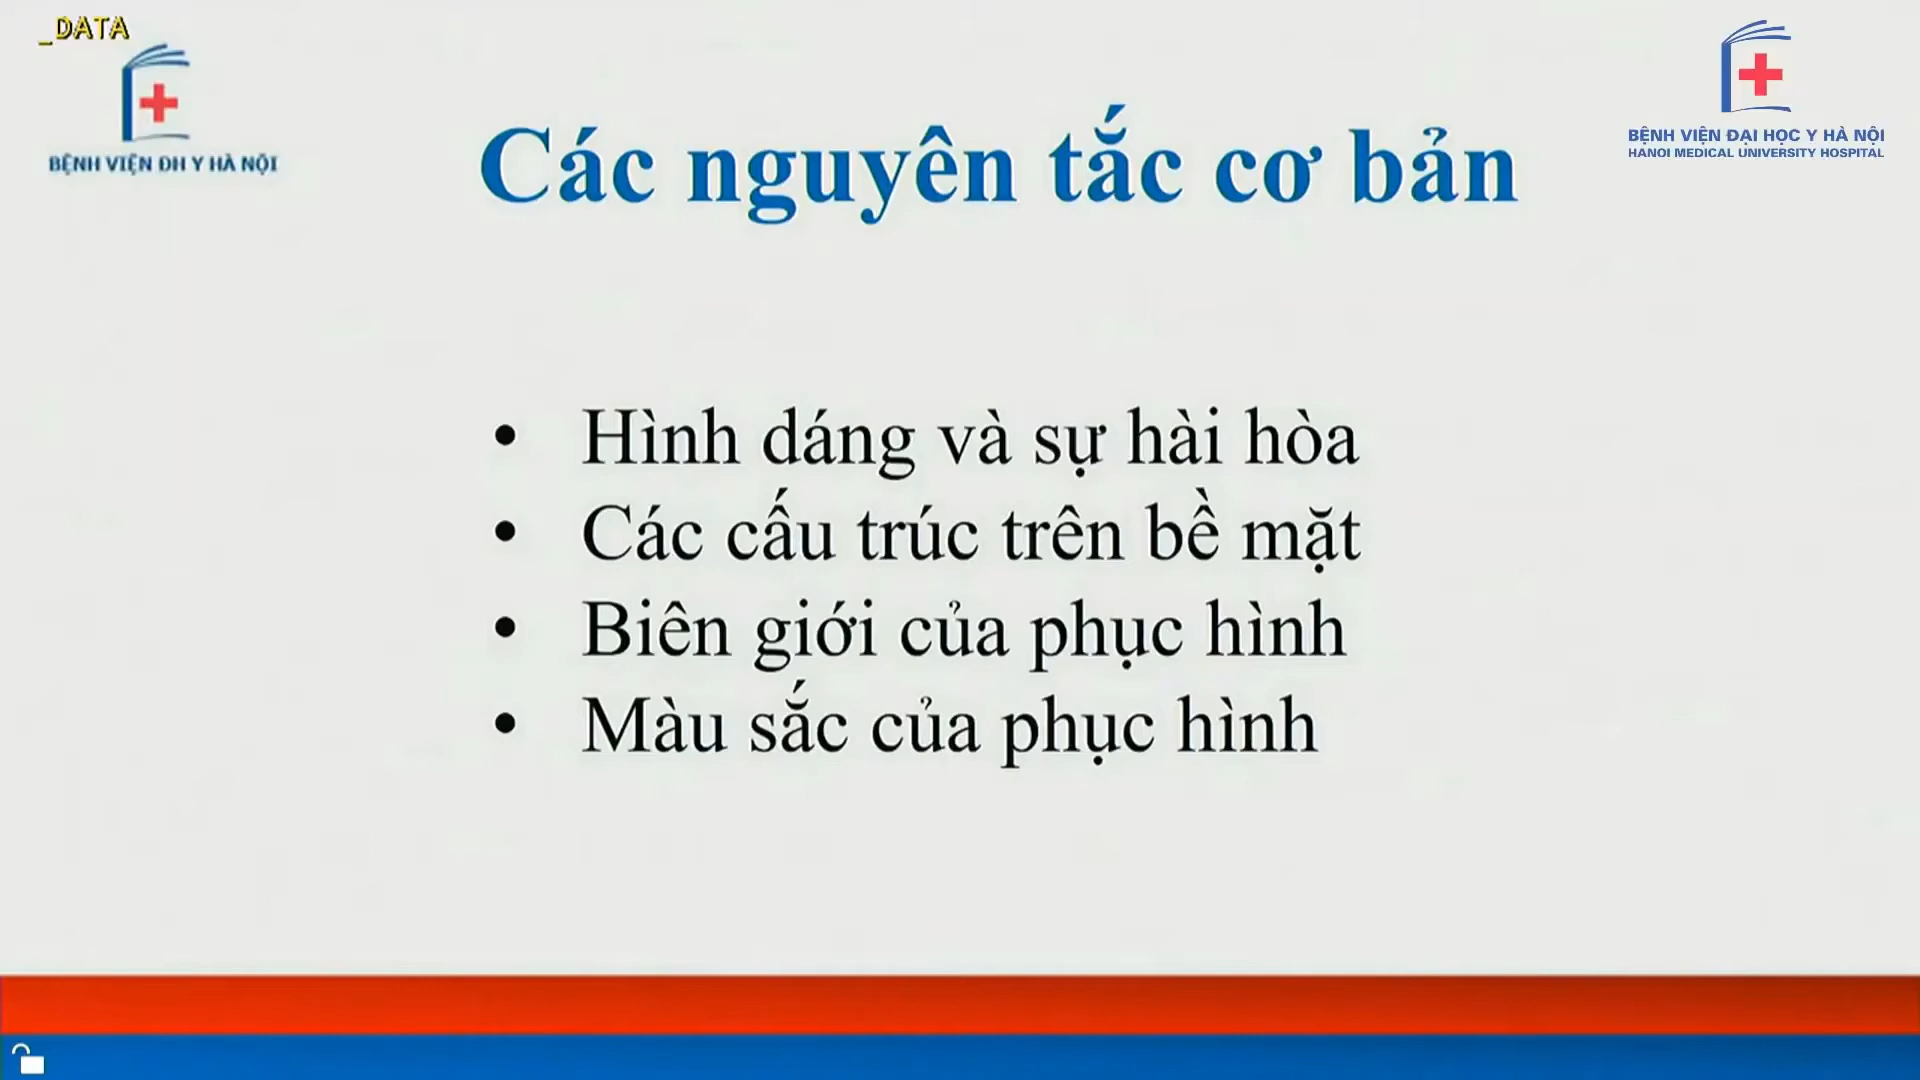 _DATA
BỆNH VIỆN ĐH Y HÀ NỘI
BỆNH VIỆN ĐẠI HỌC Y HÀ NỘI
HANOI MEDICAL UNIVERSITY HOSPITAL
Các nguyên tắc cơ bản
• Hình dáng và sự hài hòa
• Các cấu trúc trên bề mặt
• Biên giới của phục hình
• Màu sắc của phục hình